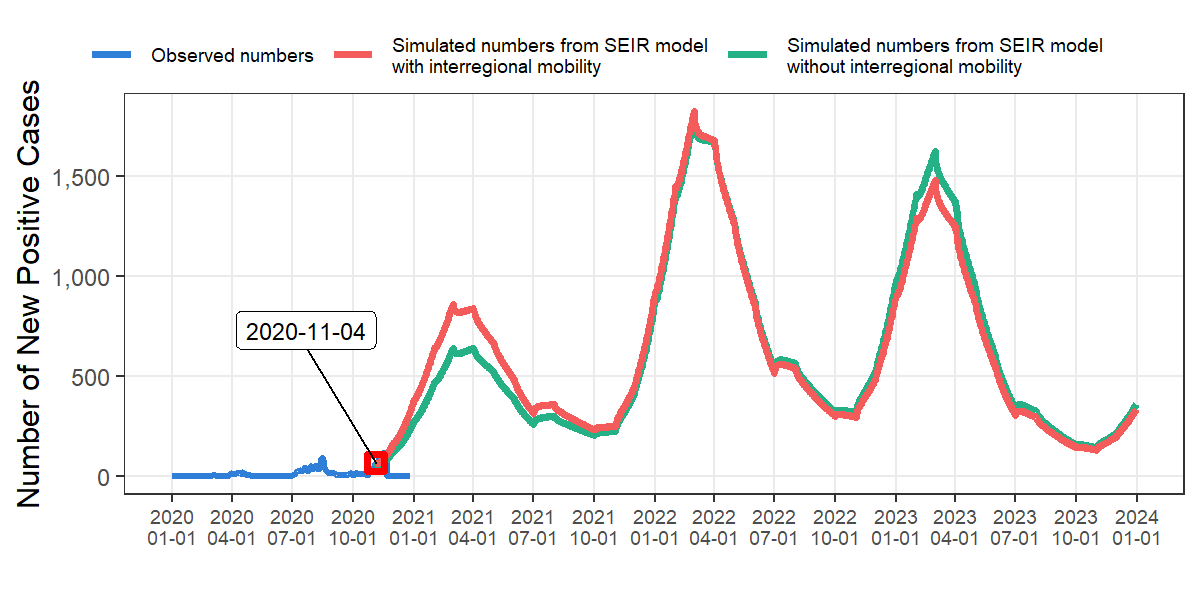 Observed numbers
Simulated numbers from SEIR model
with interregional mobility
Simulated numbers from SEIR model
without interregional mobility
Number of New Positive Cases
1,500
1,000
500
0
2020-11-04
2020 2020 2020 2020 2021 2021 2021 2021 2022 2022 2022 2022 2023 2023 2023 2023 2024
01-01 04-01 07-01 10-01 01-01 04-01 07-01 10-01 01-01 04-01 07-01 10-01 01-01 04-01 07-01 10-01 01-01